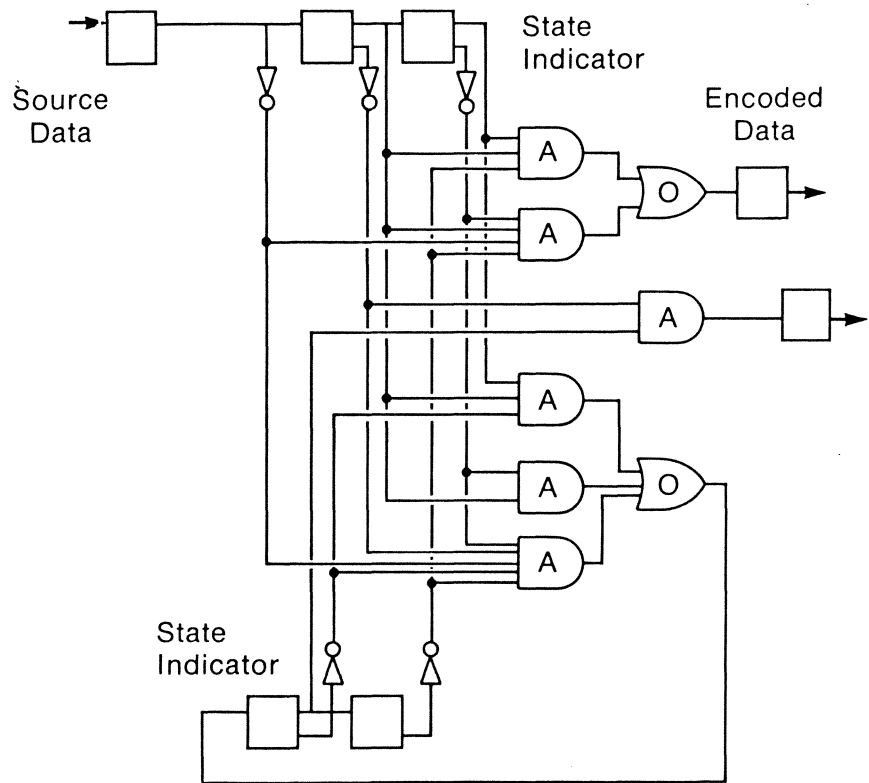 State
Indicator
Source
Data
Encoded
Data
A
O
A
A
A
A
O
A
State
Indicator